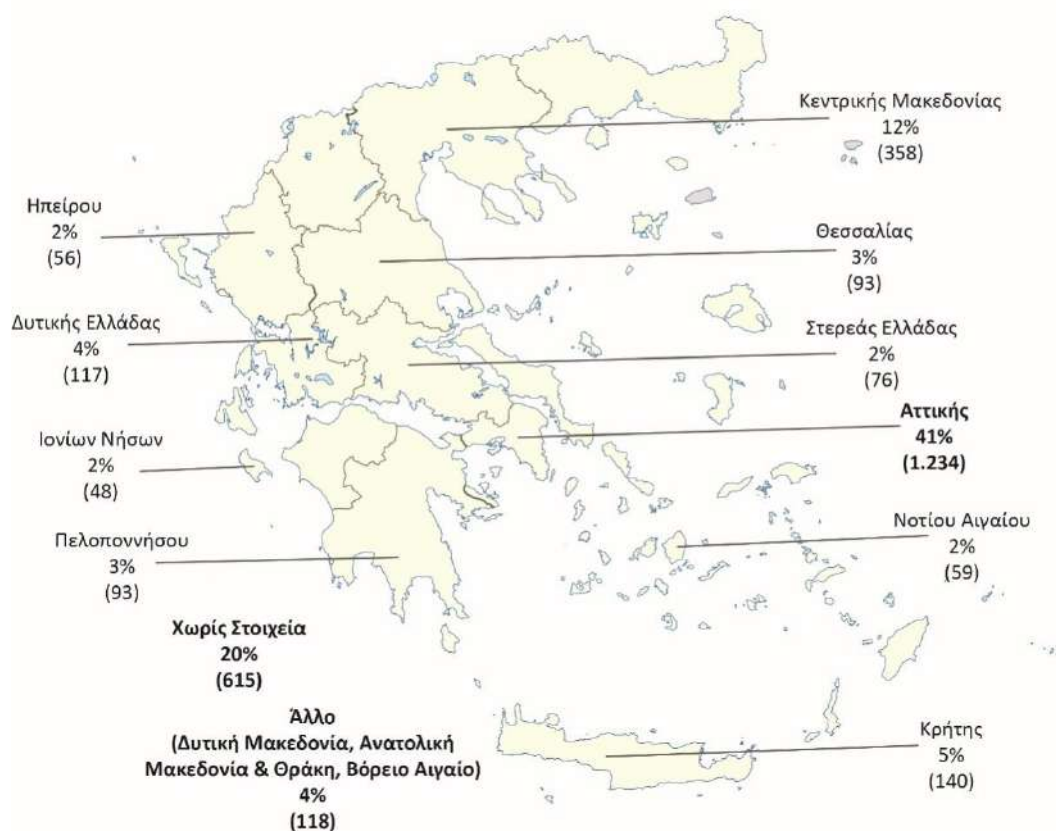 Κεντρικής Μακεδονίας
12%
(358)
Ηπείρου
2%
(56)
Θεσσαλίας
3%
(93)
Δυτικής Ελλάδας
4%
(117)
Στερεάς Ελλάδας
2%
(76)
Αττικής
41%
(1.234)
Ιονίων Νήσων
2%
(48)
Νοτίου Αιγαίου
2%
(59)
Πελοποννήσου
3%
(93)
Χωρίς Στοιχεία
20%
(615)
Άλλο
(Δυτική Μακεδονία, Ανατολική
Μακεδονία & Θράκη, Βόρειο Αιγαίο)
4%
(118)
Κρήτης
5%
(140)